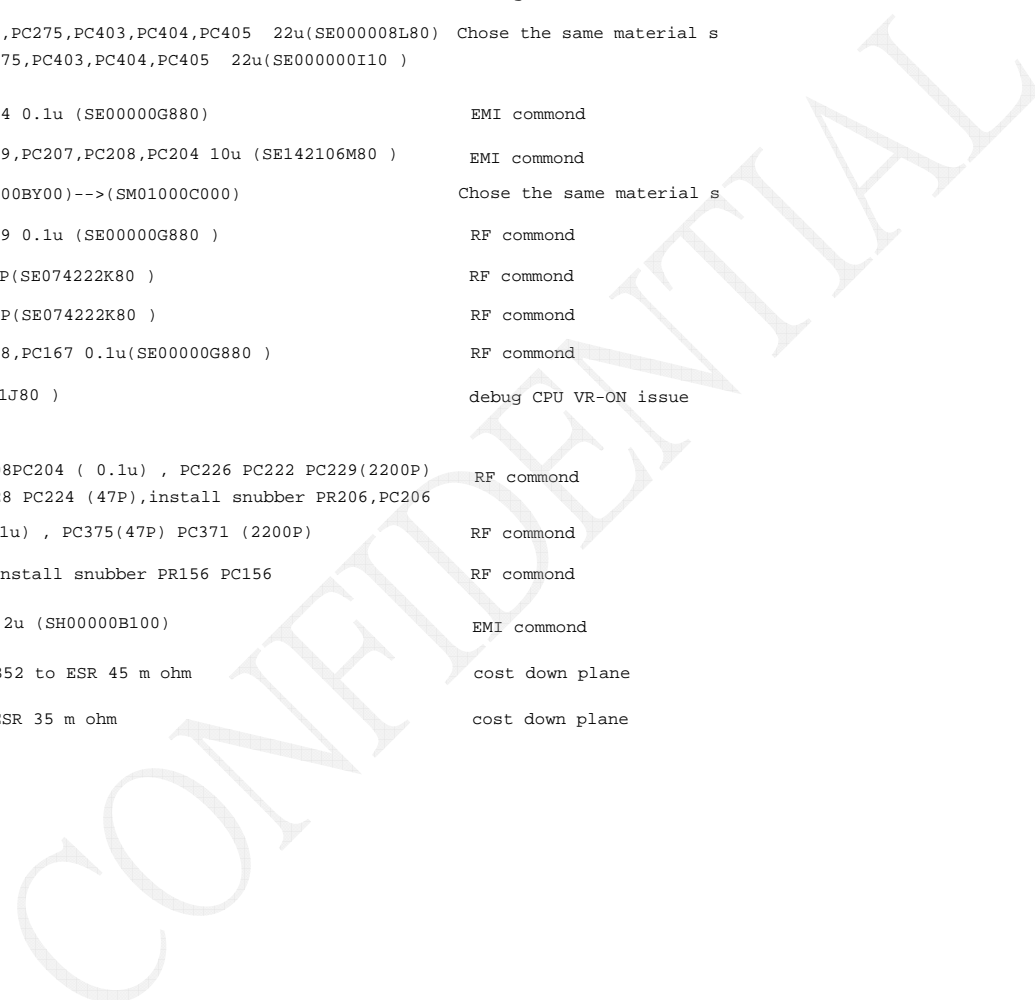 ,PC275,PC403,PC404,PC405 22u(SE000008L80) Chose the same material s
75,PC403,PC404,PC405 22u(SE000000I10 )
4 0.1u (SE00000G880) EMI commond
9,PC207,PC208,PC204 10u (SE142106M80 ) EMI commond
00BY00)-->(SM01000C000) Chose the same material s
9 0.1u (SE00000G880 ) RF commond
P(SE074222K80 ) RF commond
P(SE074222K80 ) RF commond
8,PC167 0.1u(SE00000G880 ) RF commond
1J80 ) debug CPU VR-ON issue
8PC204 ( 0.1u) , PC226 PC222 PC229(2200P) RF commond
8 PC224 (47P),install snubber PR206,PC206
1u) , PC375(47P) PC371 (2200P) RF commond
nstall snubber PR156 PC156 RF commond
2u (SH00000B100) EMI commond
352 to ESR 45 m ohm cost down plane
ESR 35 m ohm cost down plane
CONFIDENTIAL